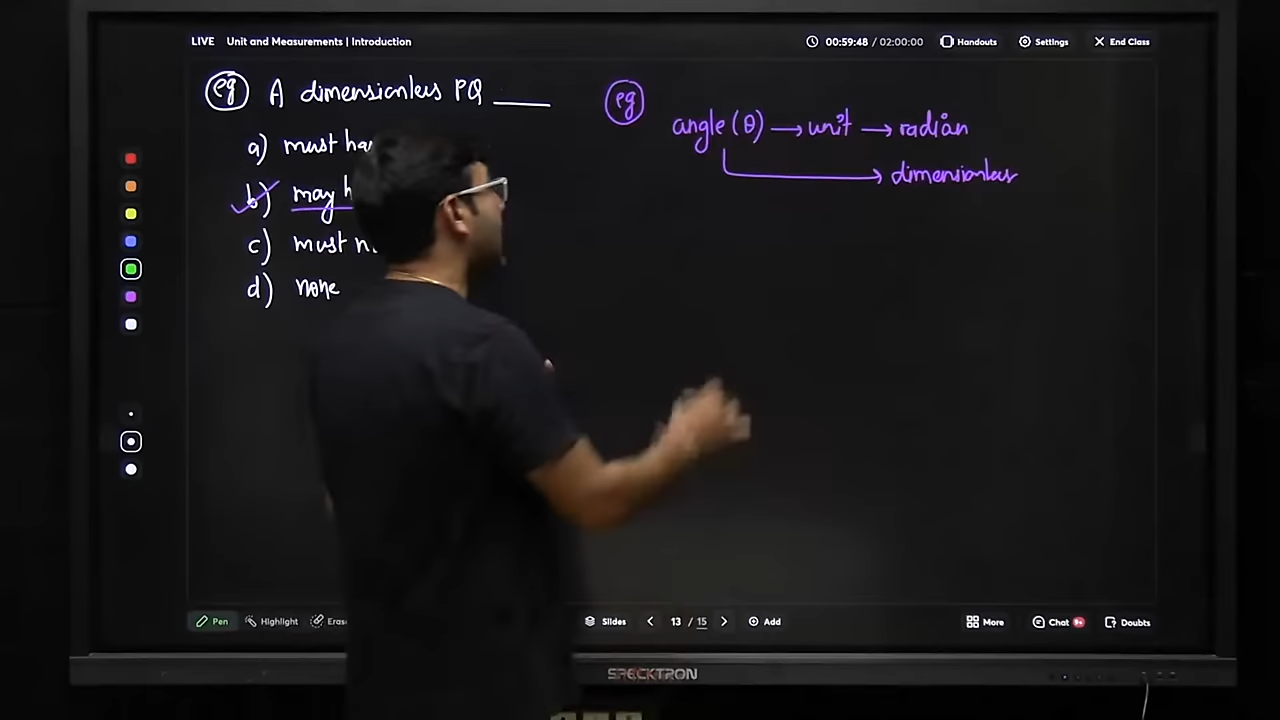 LIVE Unit and Measurements | Introduction
00:59:48 / 02:00:00 Handouts Settings End Class
eg A dimensionless PQ
a) must
b) may
c) must
d) none
eg
angle (θ) → unit → radian
→ dimensionless
Pen Highlight Slides 13 / 15 Add More Chat 9+ Doubts
SPECKTRON